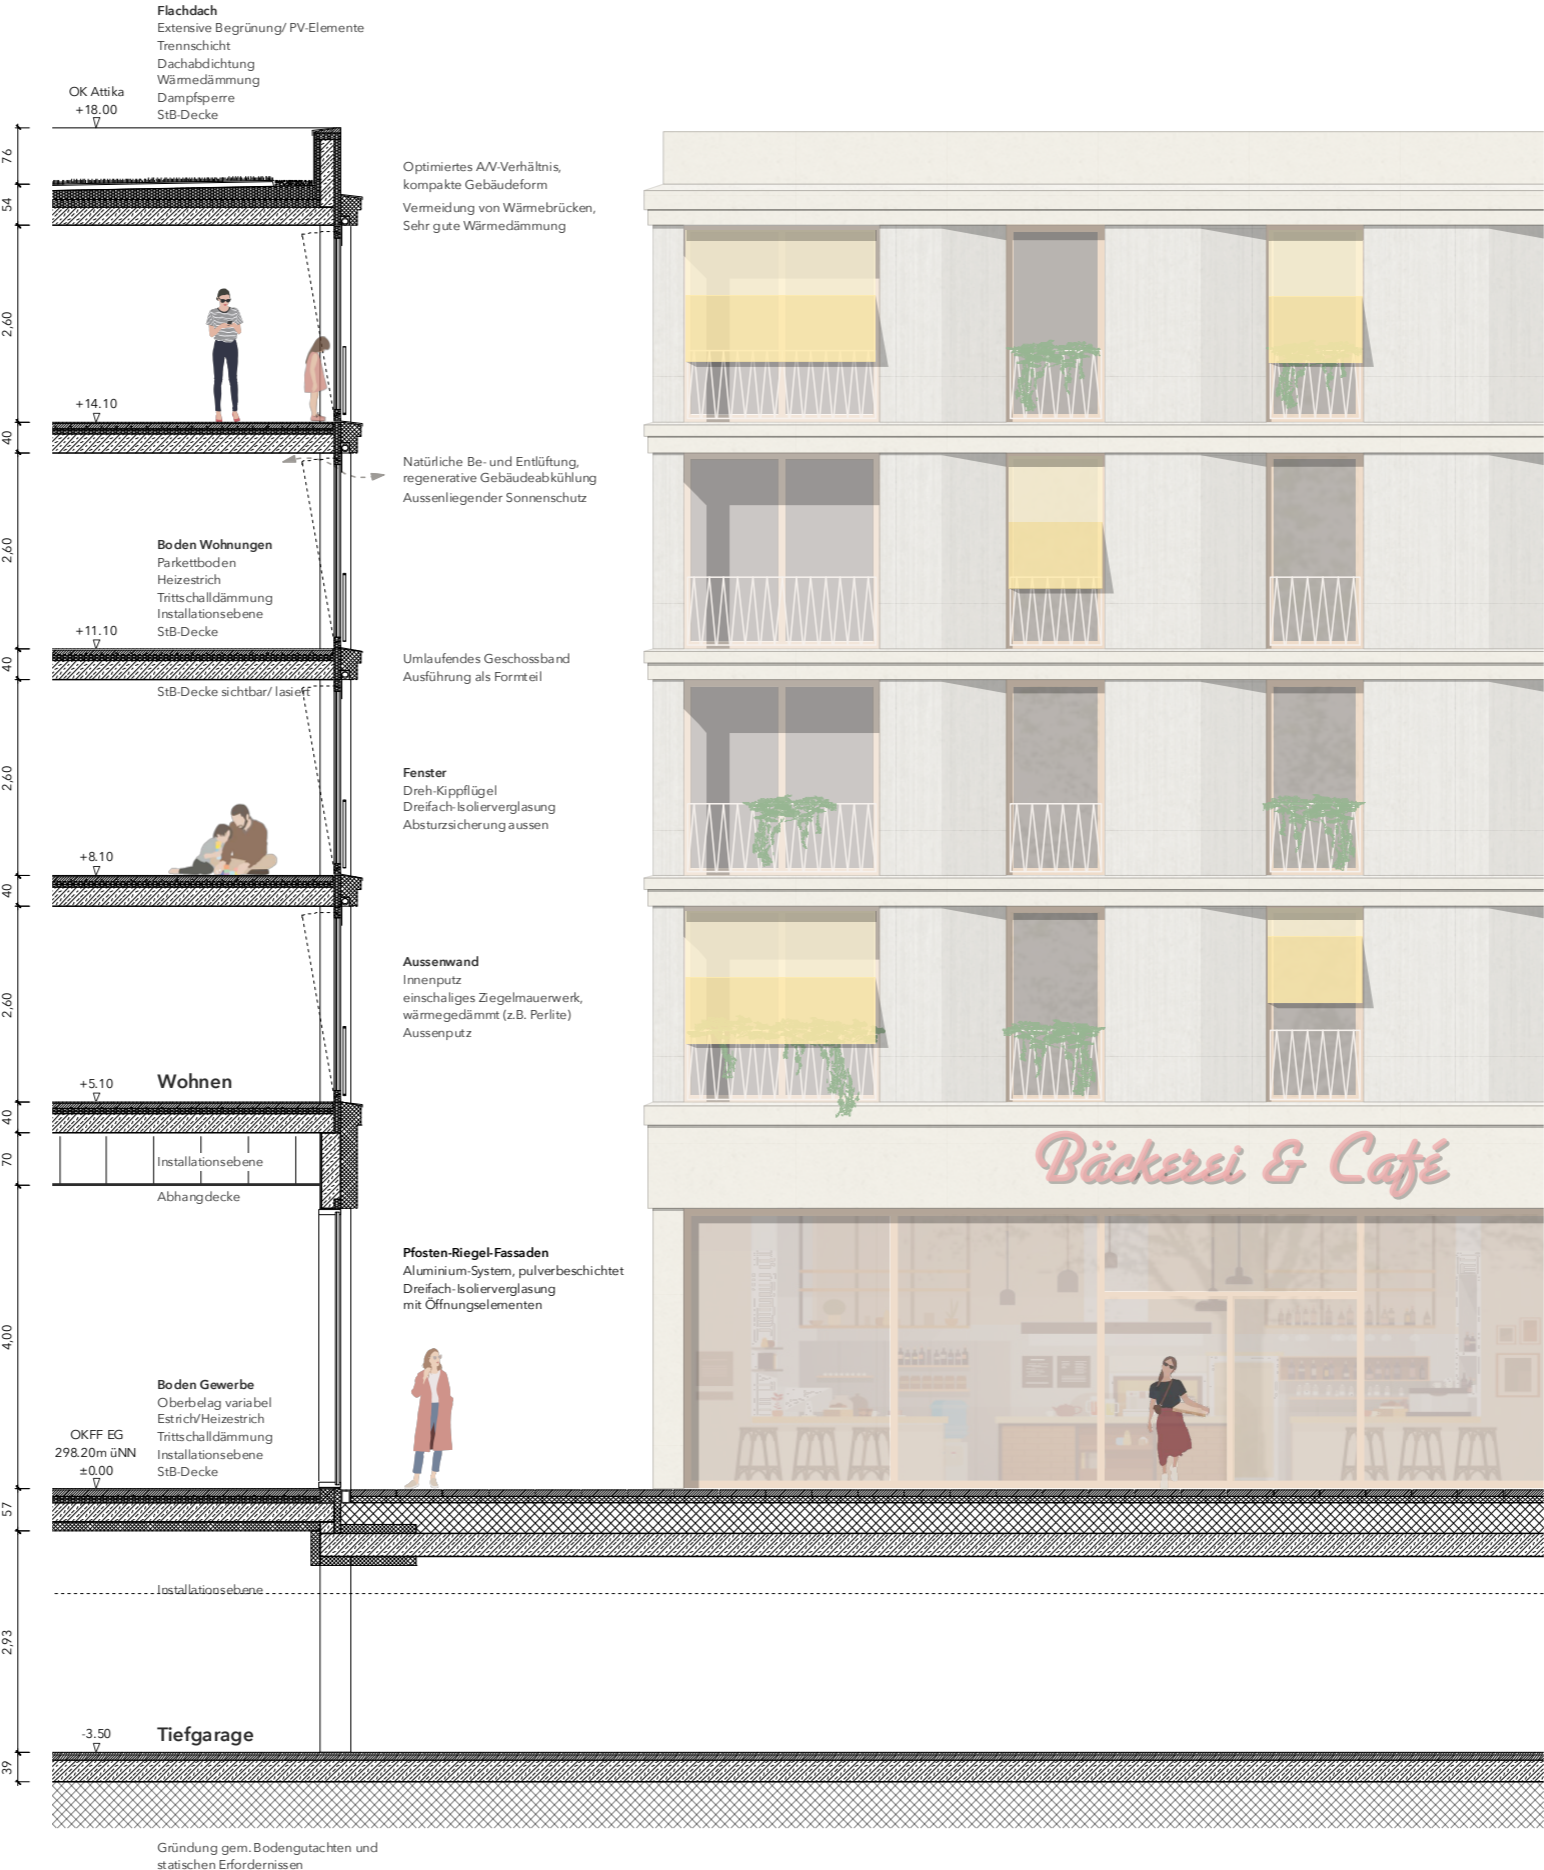 Flachdach
Extensive Begrünung/ PV-Elemente
Trennschicht
Dachabdichtung
Wärmedämmung
Dampfsperre
StB-Decke
OK Attika
+18.00
76
54
Optimiertes A/V-Verhältnis,
kompakte Gebäudeform
Vermeidung von Wärmebrücken,
Sehr gute Wärmedämmung
2,60
+14.10
40
Natürliche Be- und Entlüftung,
regenerative Gebäudeabkühlung
Aussenliegender Sonnenschutz
2,60
Boden Wohnungen
Parkettboden
Heizestrich
Trittschalldämmung
Installationsebene
StB-Decke
+11.10
40
Umlaufendes Geschossband
Ausführung als Formteil
StB-Decke sichtbar/ lasiert
2,60
Fenster
Dreh-Kippflügel
Dreifach-Isolierverglasung
Absturzsicherung aussen
+8.10
40
2,60
Aussenwand
Innenputz
einschaliges Ziegelmauerwerk,
wärmegedämmt (z.B. Perlite)
Aussenputz
+5.10
Wohnen
40
70
Installationsebene
Abhangdecke
Bäckerei & Café
4,00
Pfosten-Riegel-Fassaden
Aluminium-System, pulverbeschichtet
Dreifach-Isolierverglasung
mit Öffnungselementen
Boden Gewerbe
Oberbelag variabel
Estrich/Heizestrich
Trittschalldämmung
Installationsebene
StB-Decke
OKFF EG
298.20m üNN
±0.00
57
Installationsebene
2,93
-3.50
Tiefgarage
39
Gründung gem. Bodengutachten und
statischen Erfordernissen